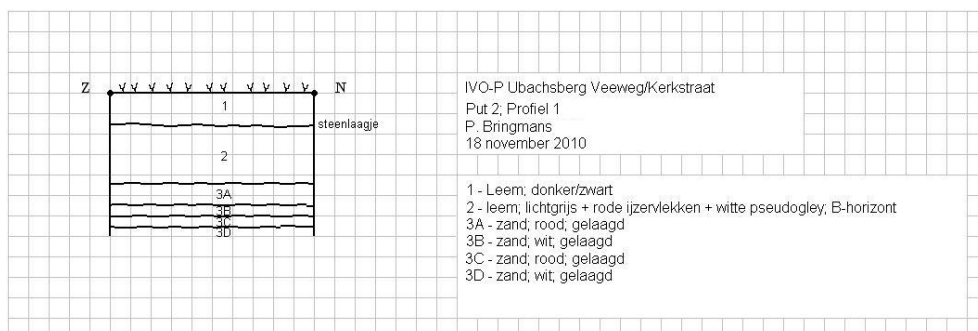 Z
N
1
steenlaagje
2
3A
3B
3C
3D
IVO-P Ubachsberg Veeweg/Kerkstraat
Put 2; Profiel 1
P. Bringmans
18 november 2010
1 - Leem; donker/zwart
2 - leem; lichtgrijs + rode ijzervlekken + witte pseudogley; B-horizont
3A - zand; rood; gelaagd
3B - zand; wit; gelaagd
3C - zand; rood; gelaagd
3D - zand; wit; gelaagd